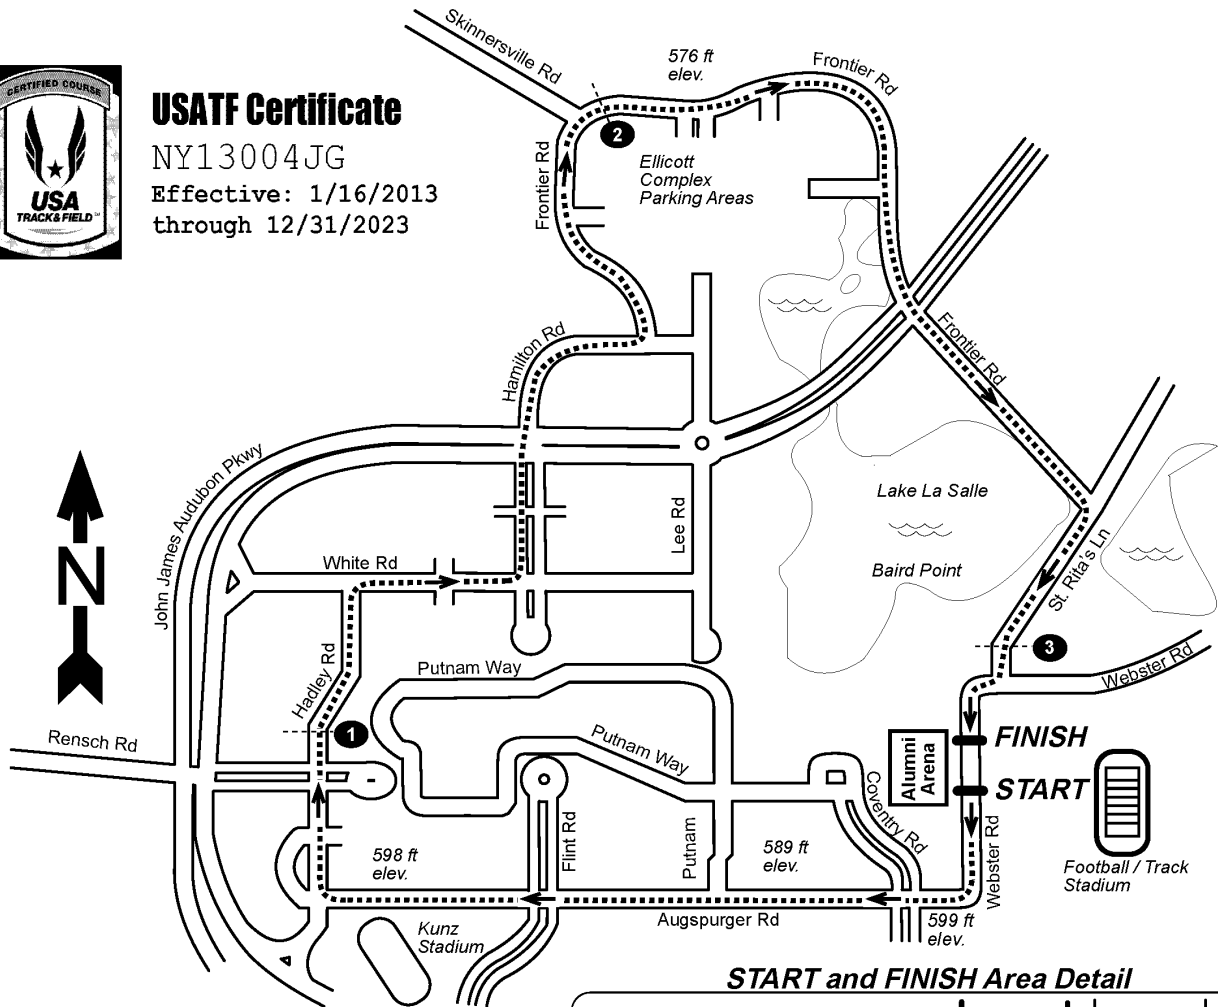 Skinnersville Rd
576 ft
elev.
Frontier Rd
CERTIFIED COURSE
USA
TRACK & FIELD
USATF Certificate
NY13004JG
Effective: 1/16/2013
through 12/31/2023
2
Ellicott
Complex
Parking Areas
Frontier Rd
Hamilton Rd
Frontier Rd
John James Audubon Pkwy
Lee Rd
Lake La Salle
Baird Point
N
White Rd
St. Rita's Ln
3
Webster Rd
Hadley Rd
Putnam Way
1
Rensch Rd
Putnam Way
Alumni
Arena
FINISH
START
Coventry Rd
Flint Rd
Putnam
598 ft
elev.
589 ft
elev.
Webster Rd
Football / Track
Stadium
Augspurger Rd
599 ft
elev.
Kunz
Stadium
START and FINISH Area Detail